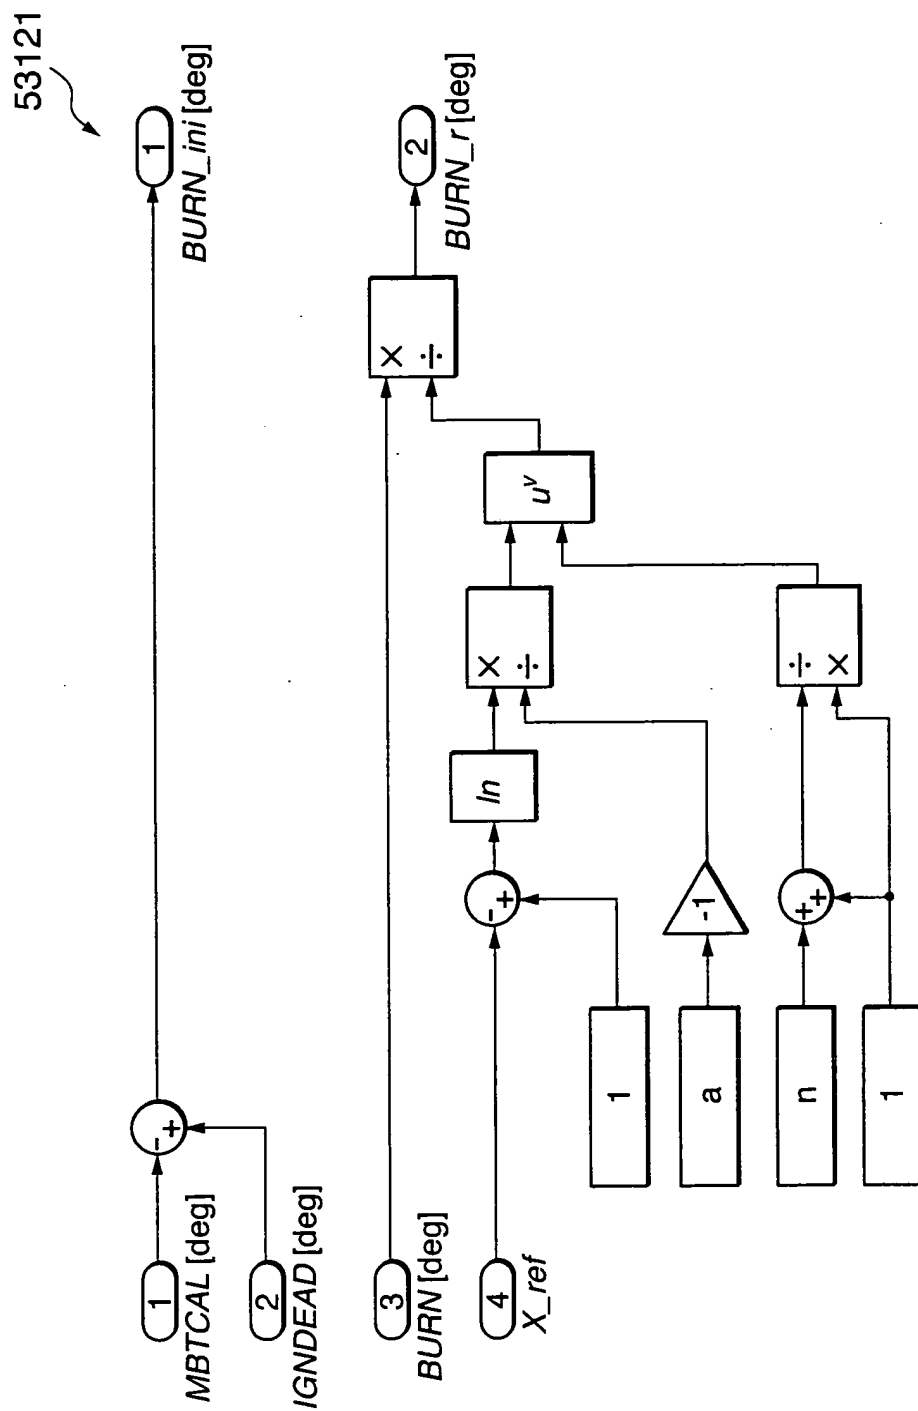 53121
1
MBTCAL [deg]
-
+
1
BURN_ini [deg]
2
IGNDEAD [deg]
3
BURN [deg]
×
÷
2
BURN_r [deg]
4
X_ref
-
+
ln
×
÷
u^v
1
a
-1
n
+
+
÷
×
1